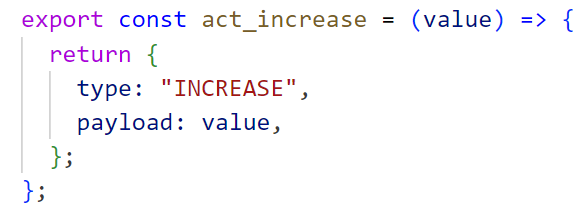 export const act_increase = (value) => {
  return {
    type: "INCREASE",
    payload: value,
  };
};